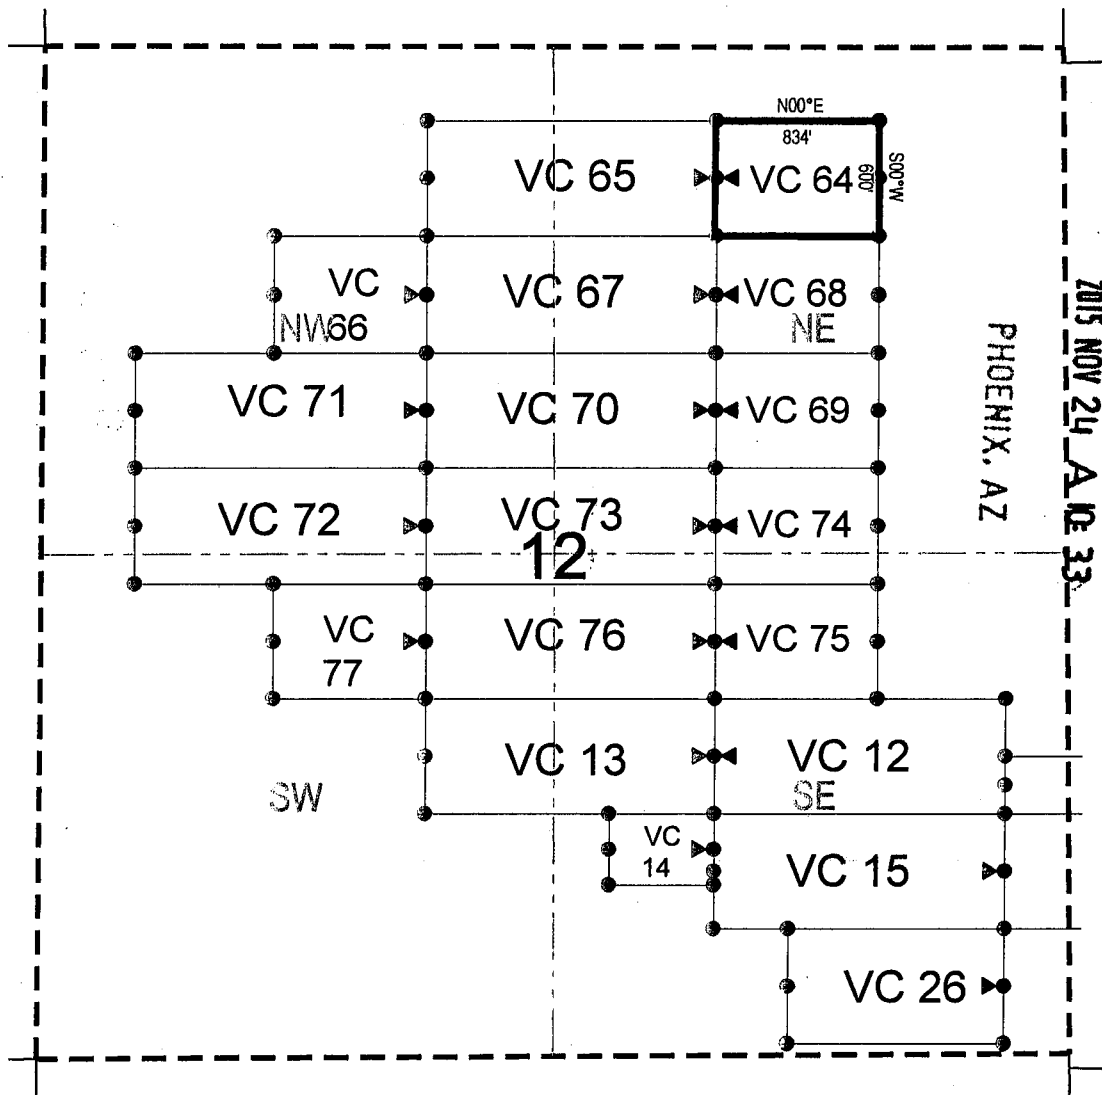 N00°E
834'
VC 65
VC 64
600'
S00°W
VC
66
VC 67
VC 68
NW
NE
VC 71
VC 70
VC 69
VC 72
VC 73
VC 74
12
VC
77
VC 76
VC 75
VC 13
VC 12
SW
SE
VC
14
VC 15
VC 26
2015 NOV 24 A 10: 33
PHOENIX, AZ